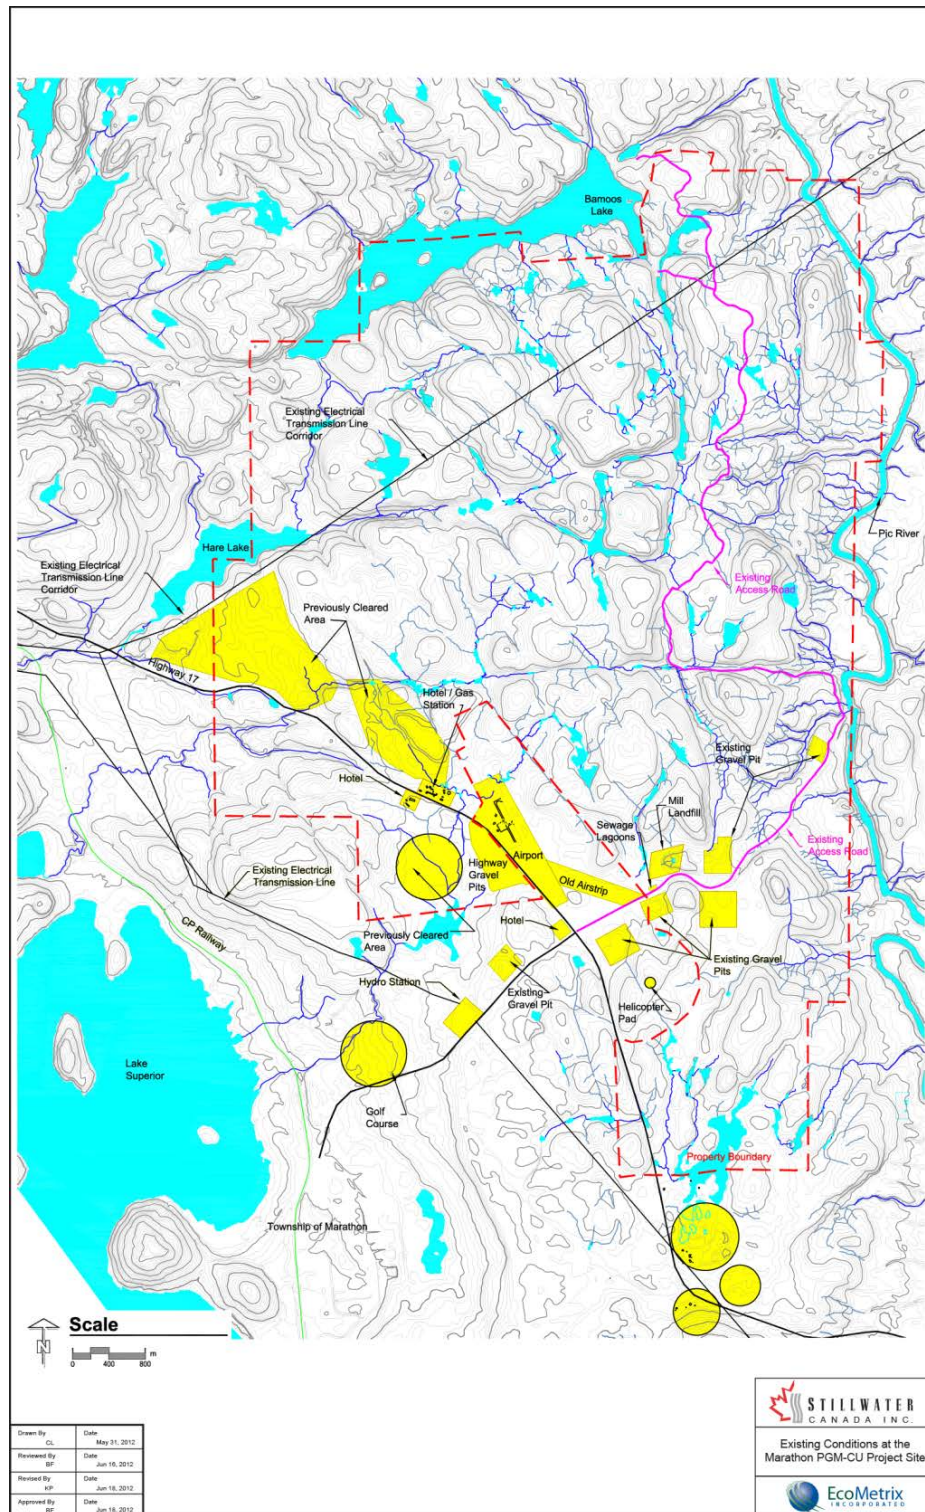 Bamoos
Lake
Existing Electrical
Transmission Line
Corridor
Pic River
Hare Lake
Existing Electrical
Transmission Line
Corridor
Existing
Access Road
Previously Cleared
Area
Highway 17
Hotel / Gas
Station
Existing
Gravel Pit
Hotel
Mill
Landfill
Sewage
Lagoons
Existing
Access Road
Airport
Highway
Gravel
Pits
Old Airstrip
Existing Electrical
Transmission Line
Hotel
CP Railway
Previously Cleared
Area
Existing Gravel
Pits
Hydro Station
Existing
Gravel Pit
Helicopter
Pad
Lake
Superior
Golf
Course
Property Boundary
Township of Marathon
Scale
N
0 400 800 m
STILLWATER
CANADA INC.
Existing Conditions at the
Marathon PGM-CU Project Site
EcoMetrix
INCORPORATED
Drawn By Date
CL May 31, 2012
Reviewed By Date
BF Jun 16, 2012
Revised By Date
KP Jun 18, 2012
Approved By Date
BF Jun 18, 2012